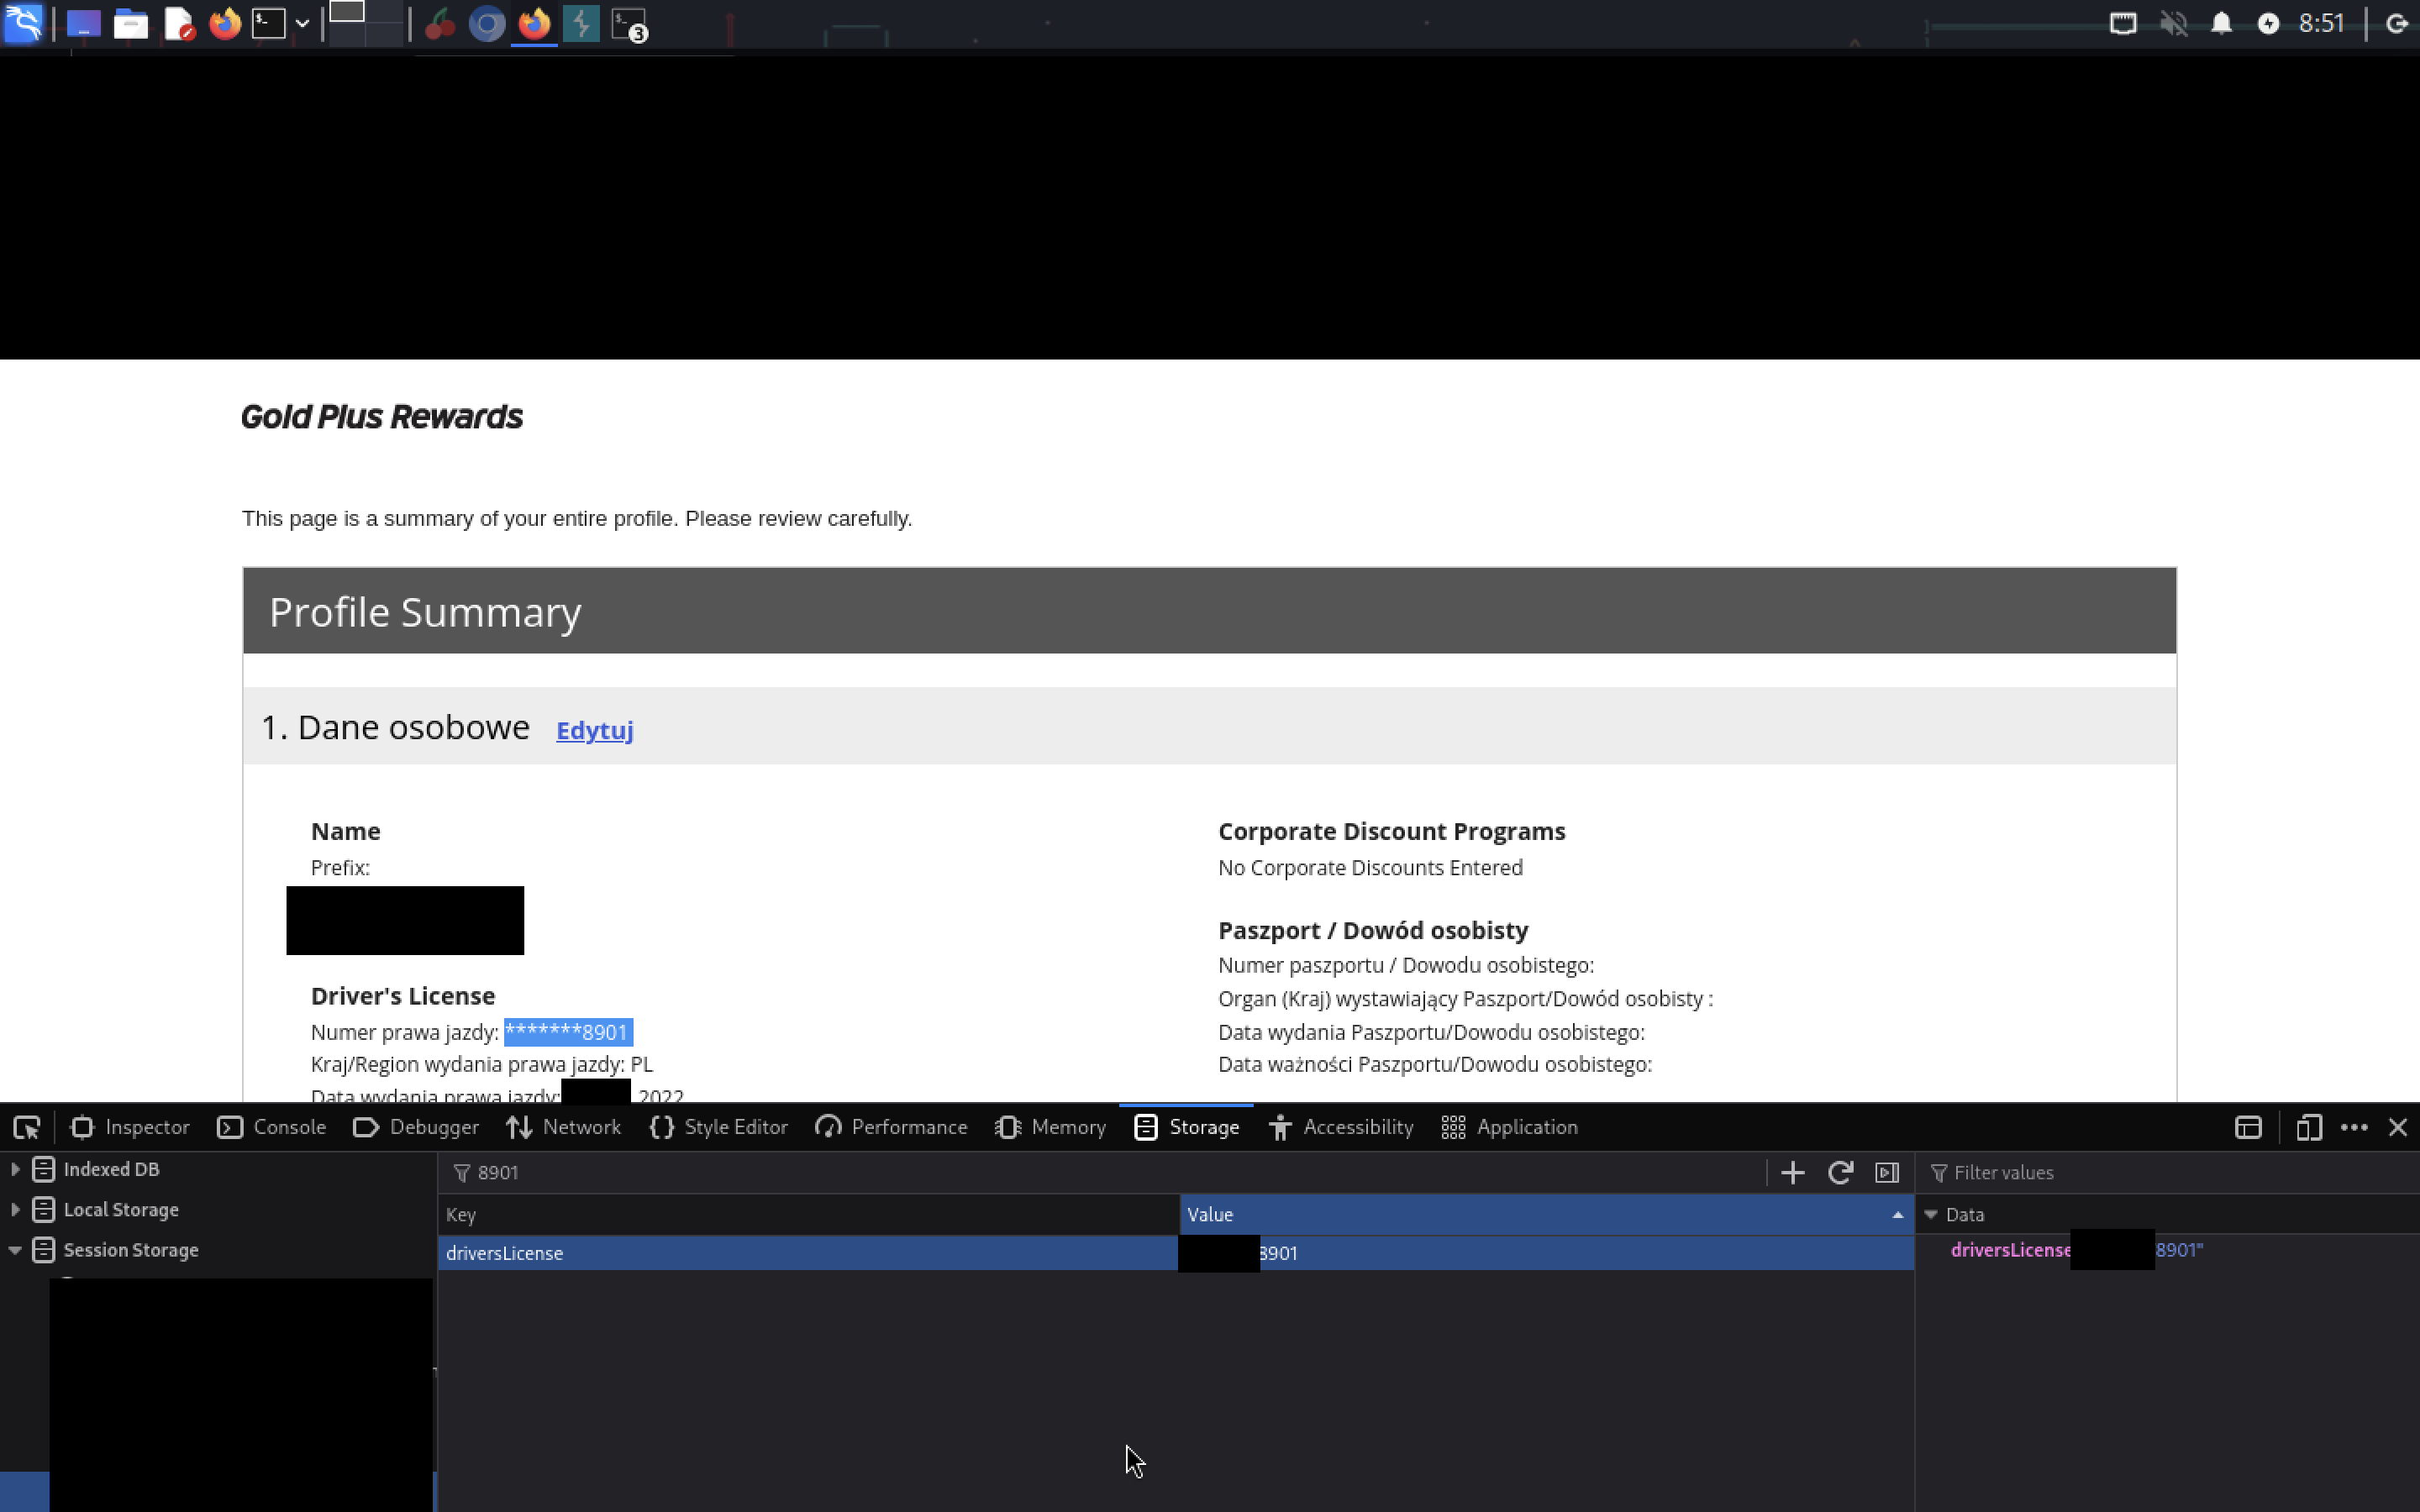 $-
$-
3
8:51
Gold Plus Rewards
This page is a summary of your entire profile. Please review carefully.
Profile Summary
1. Dane osobowe Edytuj
Name
Prefix:
Driver's License
Numer prawa jazdy: *******8901
Kraj/Region wydania prawa jazdy: PL
Data wydania prawa jazdy: 2022
Corporate Discount Programs
No Corporate Discounts Entered
Paszport / Dowód osobisty
Numer paszportu / Dowodu osobistego:
Organ (Kraj) wystawiający Paszport/Dowód osobisty :
Data wydania Paszportu/Dowodu osobistego:
Data ważności Paszportu/Dowodu osobistego:
Inspector Console Debugger Network Style Editor Performance Memory Storage Accessibility Application
Indexed DB
Local Storage
Session Storage
8901
Key Value
driversLicense 8901
Filter values
Data
driversLicense 8901"